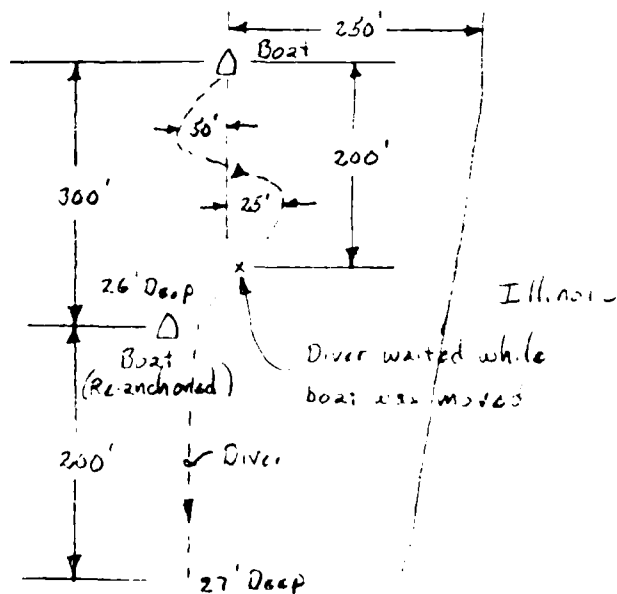 250'
Boat
50'
200'
300'
25'
26' Deep
Illinois
Boat
(Re-anchored)
Diver waited while
boat was moved
200'
Diver
27' Deep